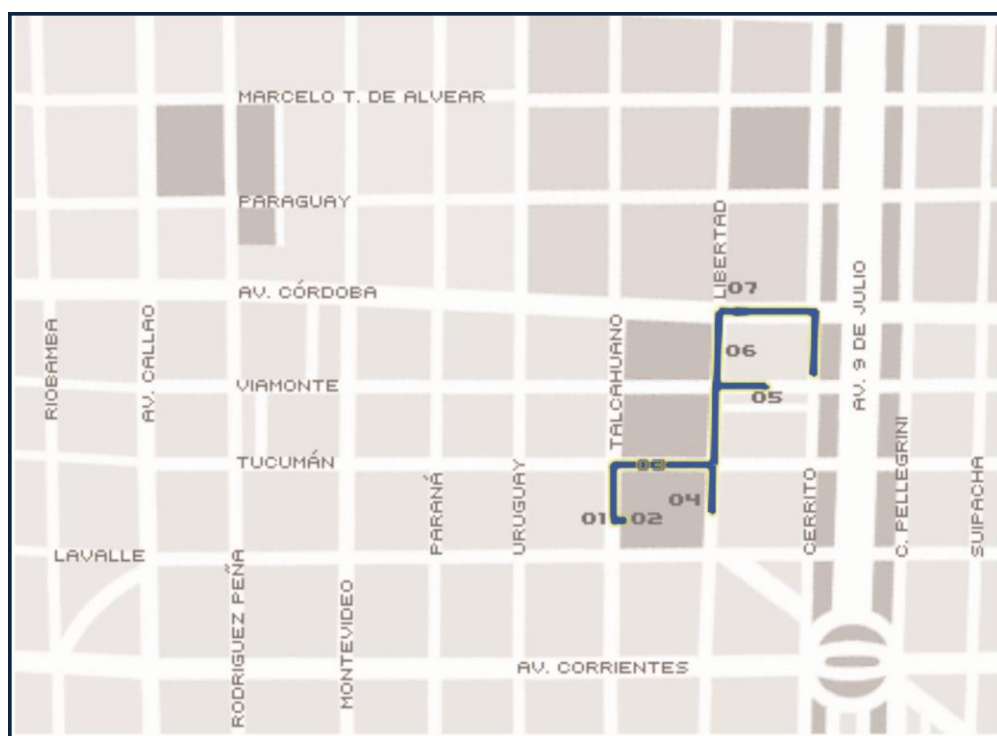 MARCELO T. DE ALVEAR
PARAGUAY
LIBERTAD
07
AV. CÓRDOBA
AV. 9 DE JULIO
RIOBAMBA
AV. CALLAO
TALCAHUANO
06
VIAMONTE
05
TUCUMÁN
03
PARANÁ
URUGUAY
04
CERRITO
C. PELLEGRINI
SUIPACHA
01
02
LAVALLE
RODRIGUEZ PEÑA
MONTEVIDEO
AV. CORRIENTES